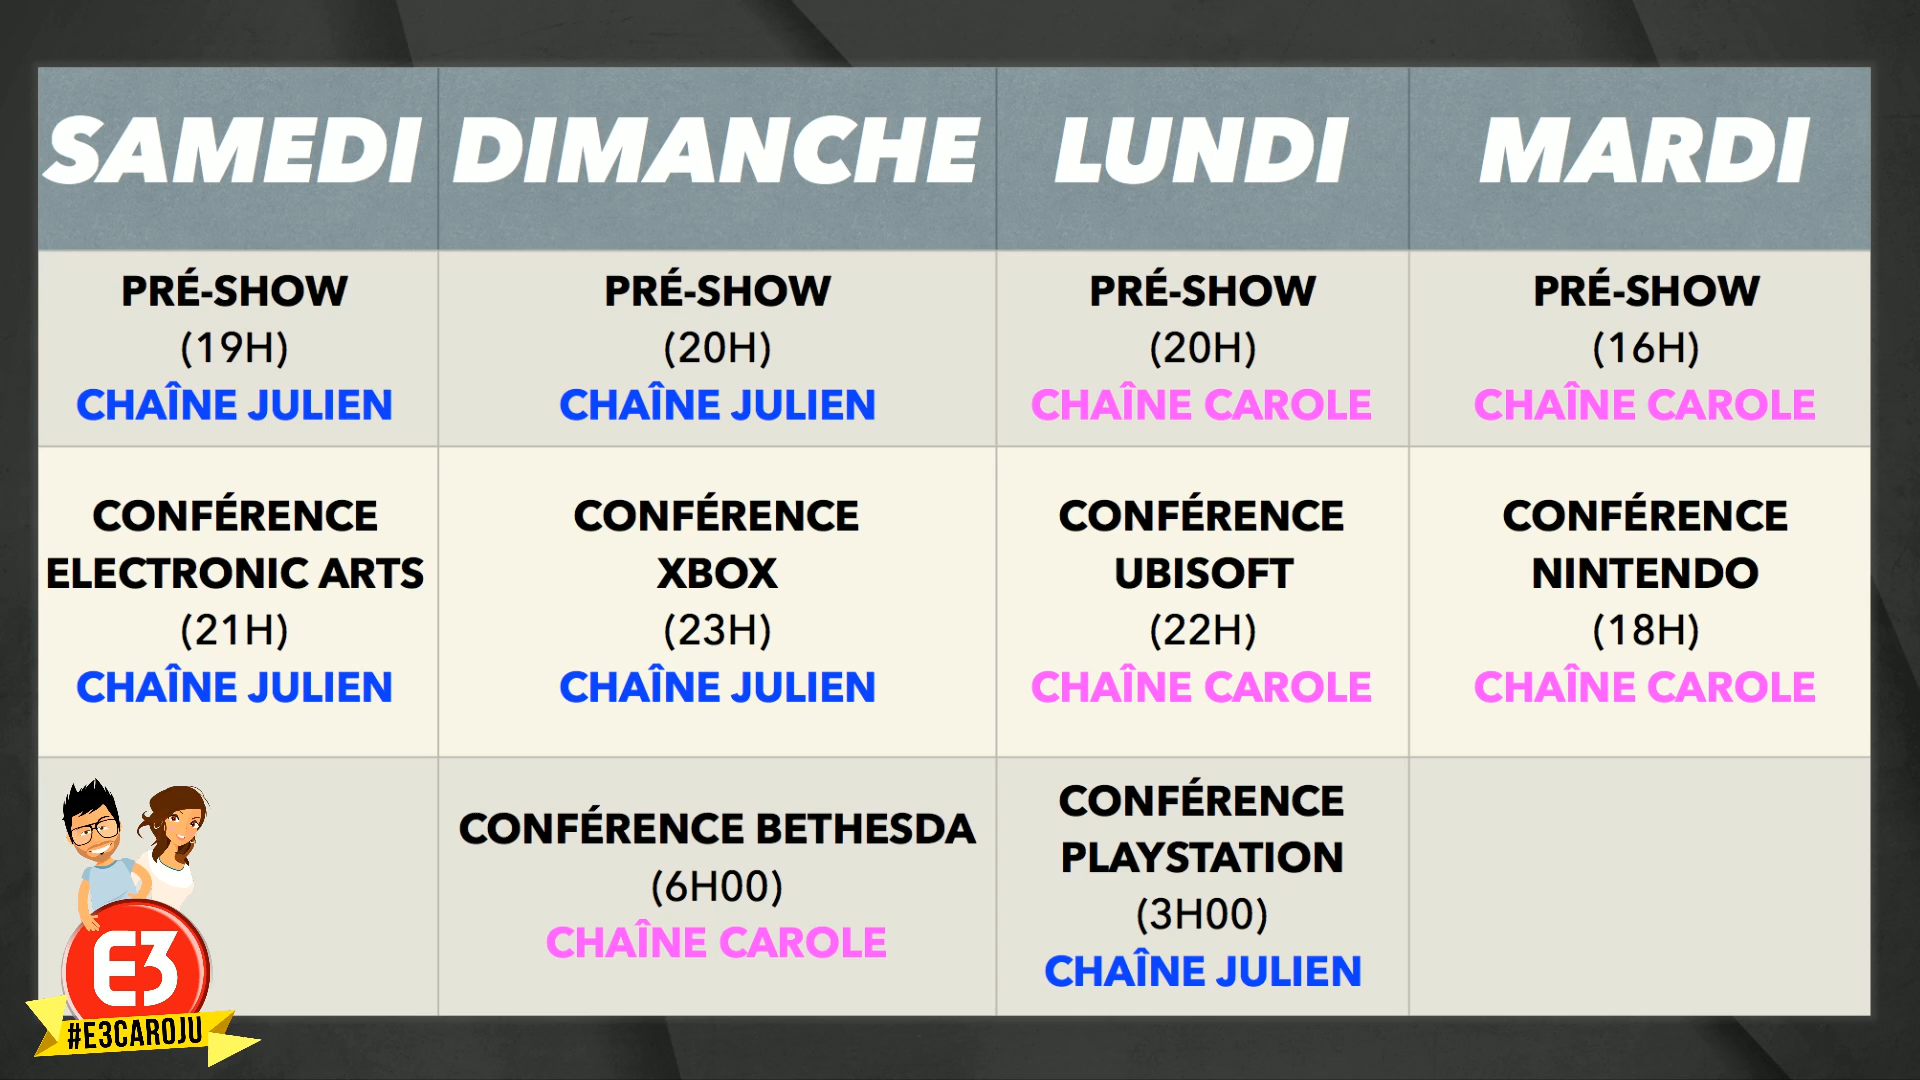 SAMEDI
DIMANCHE
LUNDI
MARDI
PRÉ-SHOW
(19H)
CHAÎNE JULIEN
PRÉ-SHOW
(20H)
CHAÎNE JULIEN
PRÉ-SHOW
(20H)
CHAÎNE CAROLE
PRÉ-SHOW
(16H)
CHAÎNE CAROLE
CONFÉRENCE
ELECTRONIC ARTS
(21H)
CHAÎNE JULIEN
CONFÉRENCE
XBOX
(23H)
CHAÎNE JULIEN
CONFÉRENCE
UBISOFT
(22H)
CHAÎNE CAROLE
CONFÉRENCE
NINTENDO
(18H)
CHAÎNE CAROLE
CONFÉRENCE BETHESDA
(6H00)
CHAÎNE CAROLE
CONFÉRENCE
PLAYSTATION
(3H00)
CHAÎNE JULIEN
E3
#E3CAROJU